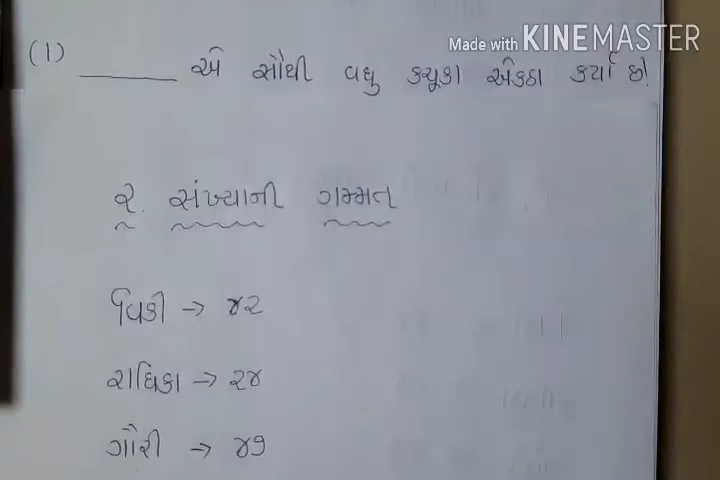 Made with KINEMASTER
(1) ______ એ સૌથી વધુ કચૂકા એકઠા કર્યા છે.
૨. સંખ્યાની ગમ્મત
વિકી → ૪૨
રાધિકા → ૨૪
ગૌરી → ૪૭